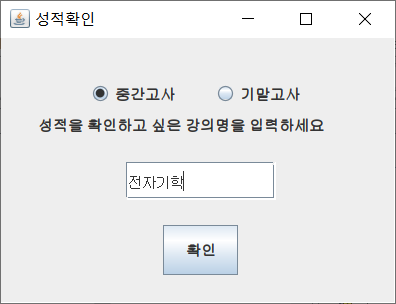 성적확인
중간고사 기말고사
성적을 확인하고 싶은 강의명을 입력하세요
전자기학
확인